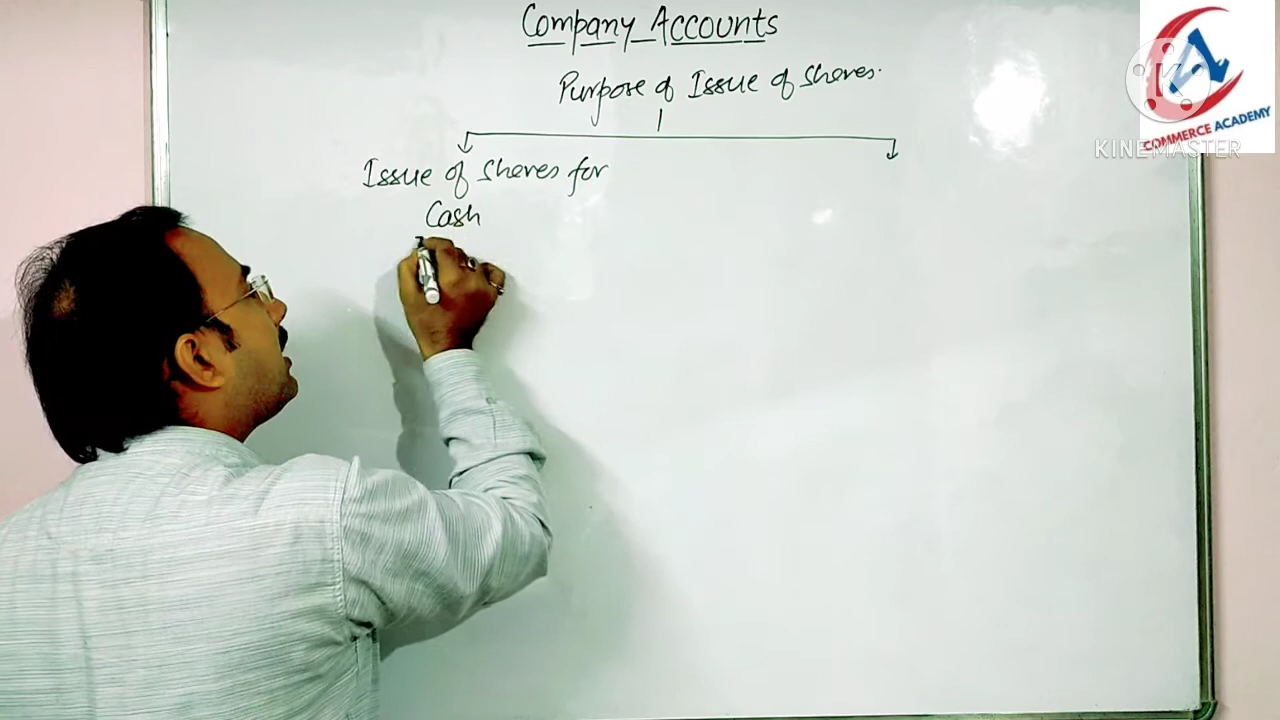 Company Accounts
Purpose of Issue of Shares.
Issue of Shares for
Cash
COMMERCE ACADEMY
KINEMASTER